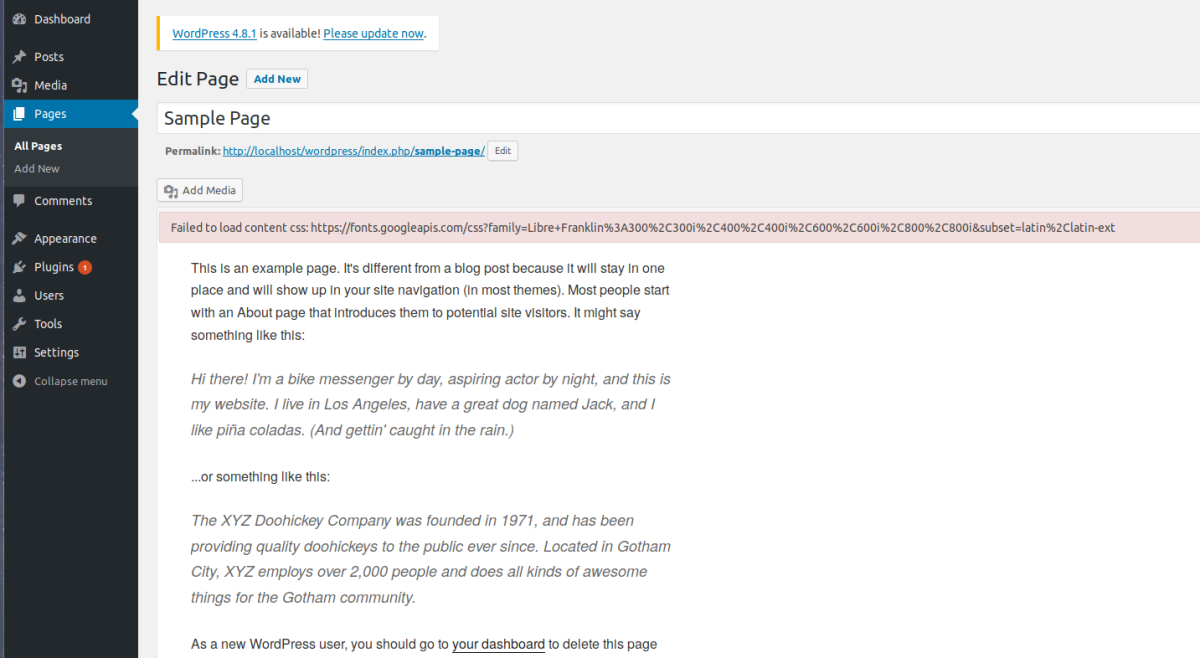 Dashboard
Posts
Media
Pages
All Pages
Add New
Comments
Appearance
Plugins 1
Users
Tools
Settings
Collapse menu
WordPress 4.8.1 is available! Please update now.
Edit Page Add New
Sample Page
Permalink: http://localhost/wordpress/index.php/sample-page/ Edit
Add Media
Failed to load content css: https://fonts.googleapis.com/css?family=Libre+Franklin%3A300%2C300i%2C400%2C400i%2C600%2C600i%2C800%2C800i&subset=latin%2Clatin-ext
This is an example page. It's different from a blog post because it will stay in one
place and will show up in your site navigation (in most themes). Most people start
with an About page that introduces them to potential site visitors. It might say
something like this:
Hi there! I'm a bike messenger by day, aspiring actor by night, and this is
my website. I live in Los Angeles, have a great dog named Jack, and I
like piña coladas. (And gettin' caught in the rain.)
...or something like this:
The XYZ Doohickey Company was founded in 1971, and has been
providing quality doohickeys to the public ever since. Located in Gotham
City, XYZ employs over 2,000 people and does all kinds of awesome
things for the Gotham community.
As a new WordPress user, you should go to your dashboard to delete this page